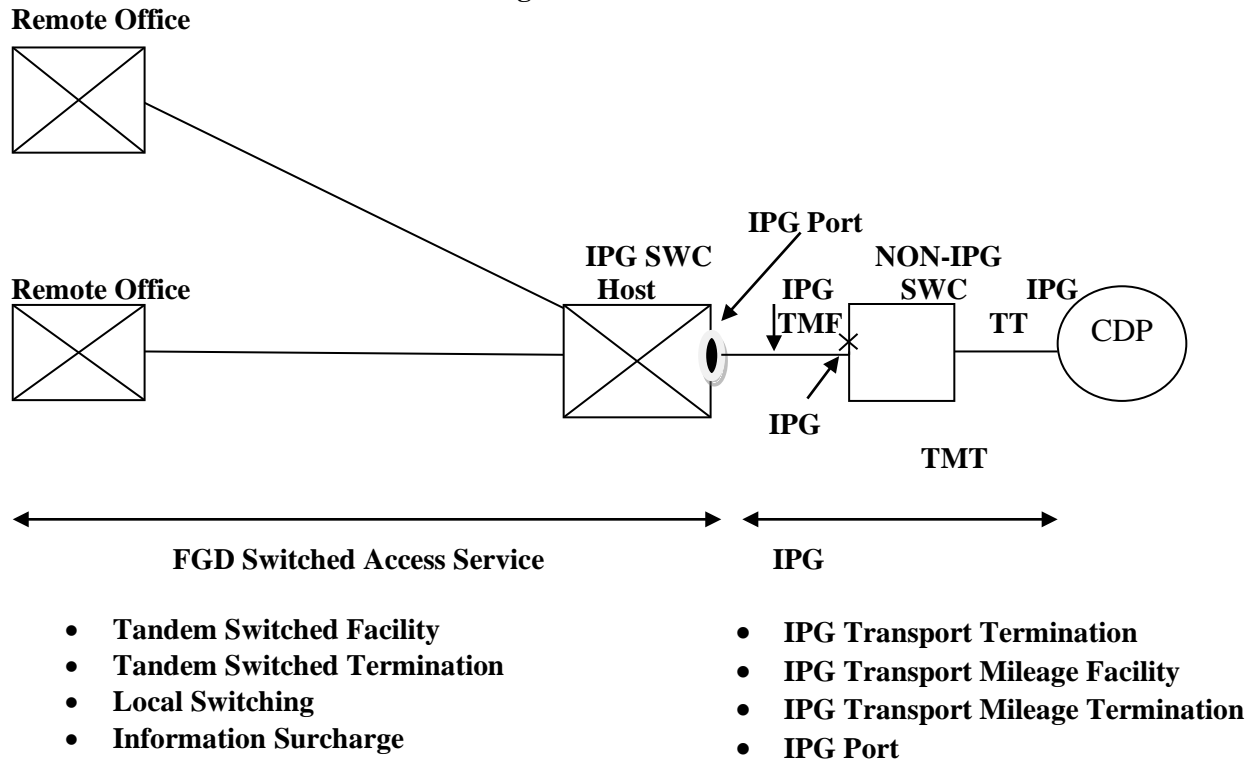 Remote Office
IPG Port
IPG SWC
Host
NON-IPG
SWC
Remote Office
IPG
TMF
IPG
TT
CDP
IPG
TMT
FGD Switched Access Service
IPG
• Tandem Switched Facility
• Tandem Switched Termination
• Local Switching
• Information Surcharge
• IPG Transport Termination
• IPG Transport Mileage Facility
• IPG Transport Mileage Termination
• IPG Port